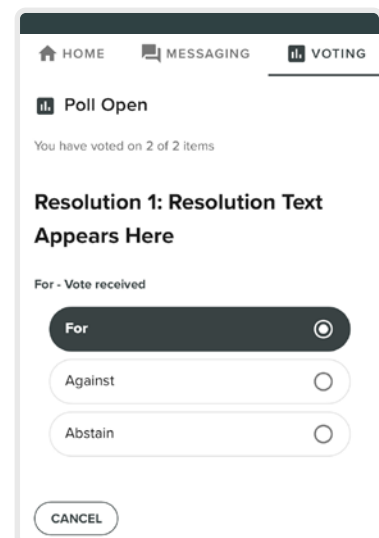 HOME MESSAGING VOTING
Poll Open
You have voted on 2 of 2 items
Resolution 1: Resolution Text
Appears Here
For - Vote received
For
Against
Abstain
CANCEL